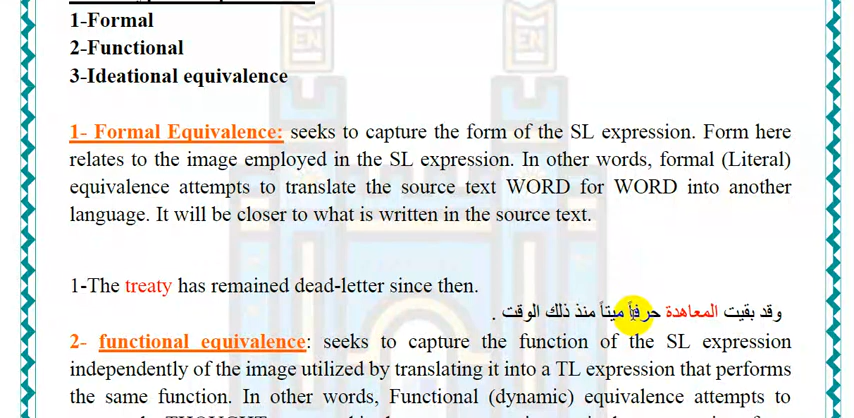 1-Formal
2-Functional
3-Ideational equivalence
1- Formal Equivalence: seeks to capture the form of the SL expression. Form here
relates to the image employed in the SL expression. In other words, formal (Literal)
equivalence attempts to translate the source text WORD for WORD into another
language. It will be closer to what is written in the source text.
1-The treaty has remained dead-letter since then.
وقد بقيت المعاهدة حرفاً ميتاً منذ ذلك الوقت .
2- functional equivalence: seeks to capture the function of the SL expression
independently of the image utilized by translating it into a TL expression that performs
the same function. In other words, Functional (dynamic) equivalence attempts to